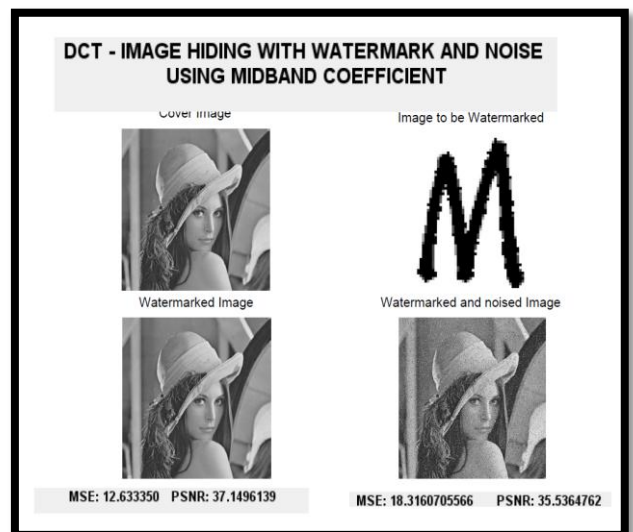 DCT - IMAGE HIDING WITH WATERMARK AND NOISE
USING MIDBAND COEFFICIENT
Cover Image
Image to be Watermarked
M
Watermarked Image
Watermarked and noised Image
MSE: 12.633350 PSNR: 37.1496139
MSE: 18.3160705566 PSNR: 35.5364762